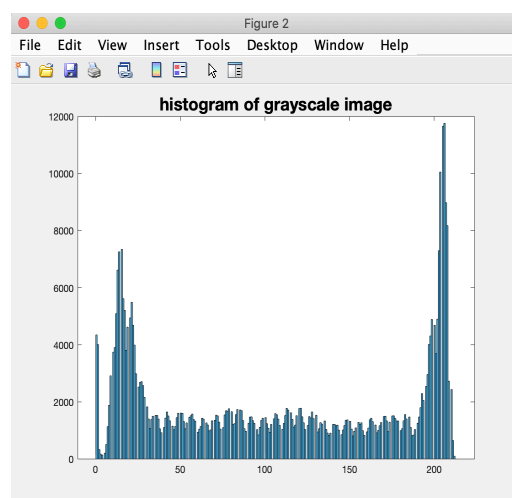 Figure 2
File Edit View Insert Tools Desktop Window Help
histogram of grayscale image
12000
10000
8000
6000
4000
2000
0
0 50 100 150 200